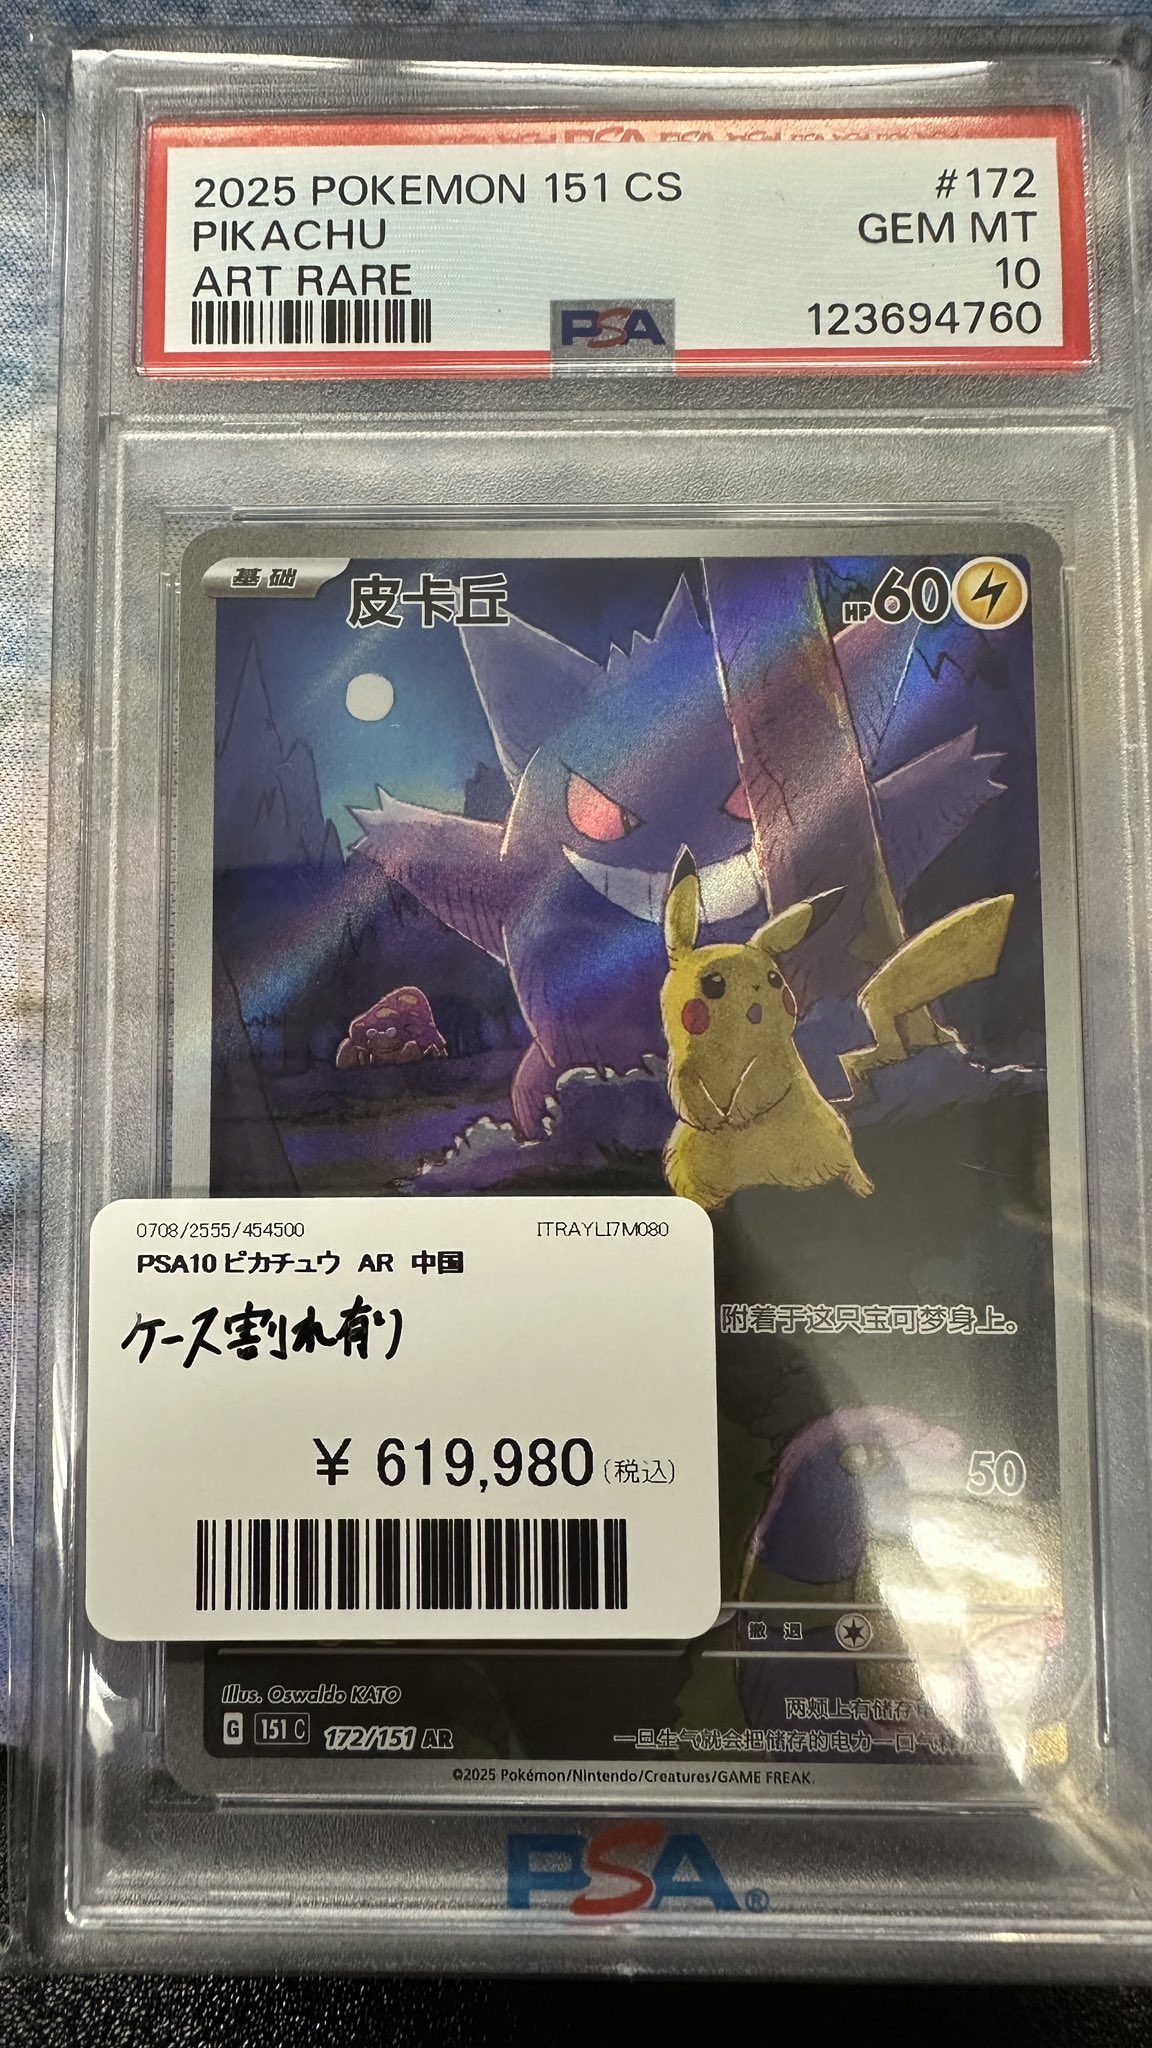 2025 POKEMON 151 CS #172
PIKACHU GEM MT
ART RARE 10
PSA 123694760
基础 皮卡丘 HP60
0708/2555/454500 ITRAYLI7M080
PSA10 ピカチュウ AR 中国
ケース割れ有り
¥ 619,980(税込)
附着于这只宝可梦身上。
50
撤退
Illus. Oswaldo KATO
两颊上有储存
G 151 C 172/151 AR
一旦生气就会把储存的电力一口气
©2025 Pokémon/Nintendo/Creatures/GAME FREAK.
PSA®